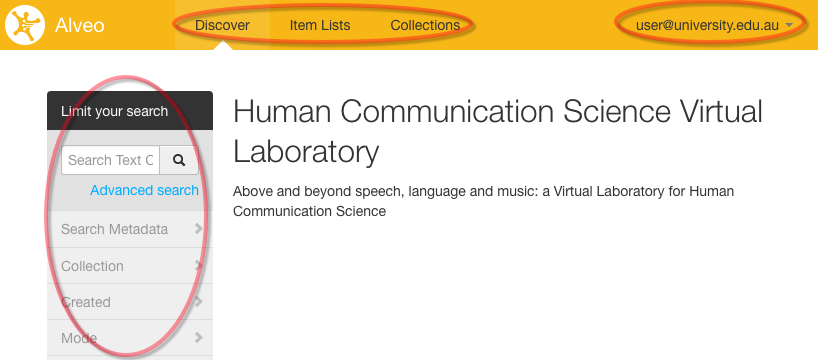 Alveo
Discover
Item Lists
Collections
user@university.edu.au
Limit your search
Search Text C
Advanced search
Search Metadata
Collection
Created
Mode
Human Communication Science Virtual
Laboratory
Above and beyond speech, language and music: a Virtual Laboratory for Human
Communication Science